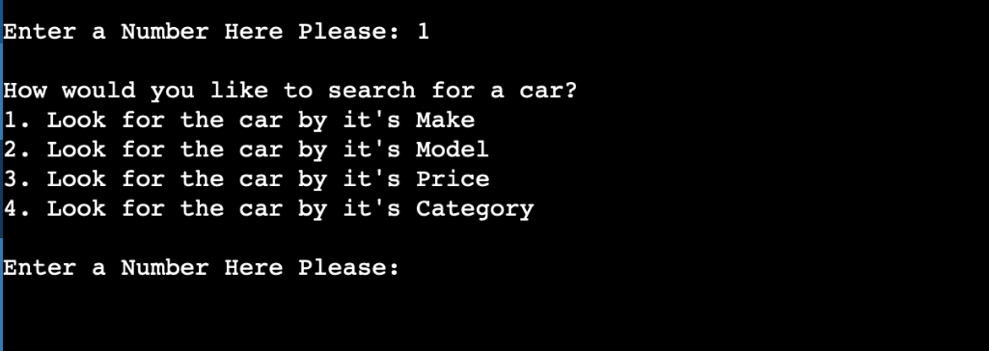 Enter a Number Here Please: 1
How would you like to search for a car?
1. Look for the car by it's Make
2. Look for the car by it's Model
3. Look for the car by it's Price
4. Look for the car by it's Category
Enter a Number Here Please: